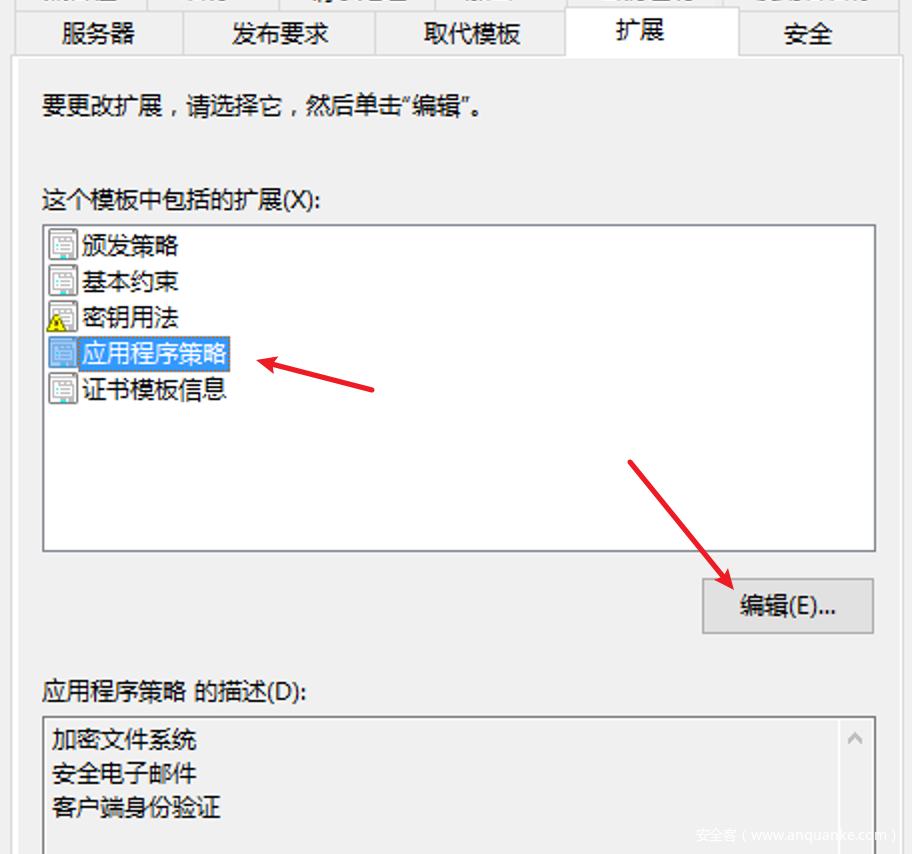 服务器 发布要求 取代模板 扩展 安全
要更改扩展，请选择它，然后单击“编辑”。
这个模板中包括的扩展(X):
颁发策略
基本约束
密钥用法
应用程序策略
证书模板信息
编辑(E)...
应用程序策略 的描述(D):
加密文件系统
安全电子邮件
客户端身份验证
安全客（www.anquanke.com）